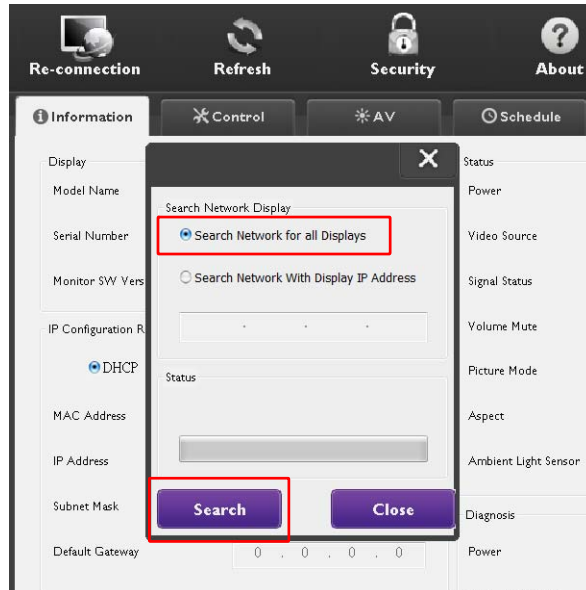 Re-connection Refresh Security About
Information Control AV Schedule
Display
Model Name
Serial Number
Monitor SW Vers
IP Configuration R
DHCP
MAC Address
IP Address
Subnet Mask
Default Gateway
0 . 0 . 0 . 0
Search Network Display
Search Network for all Displays
Search Network With Display IP Address
. . .
Status
Search Close
Status
Power
Video Source
Signal Status
Volume Mute
Picture Mode
Aspect
Ambient Light Sensor
Diagnosis
Power